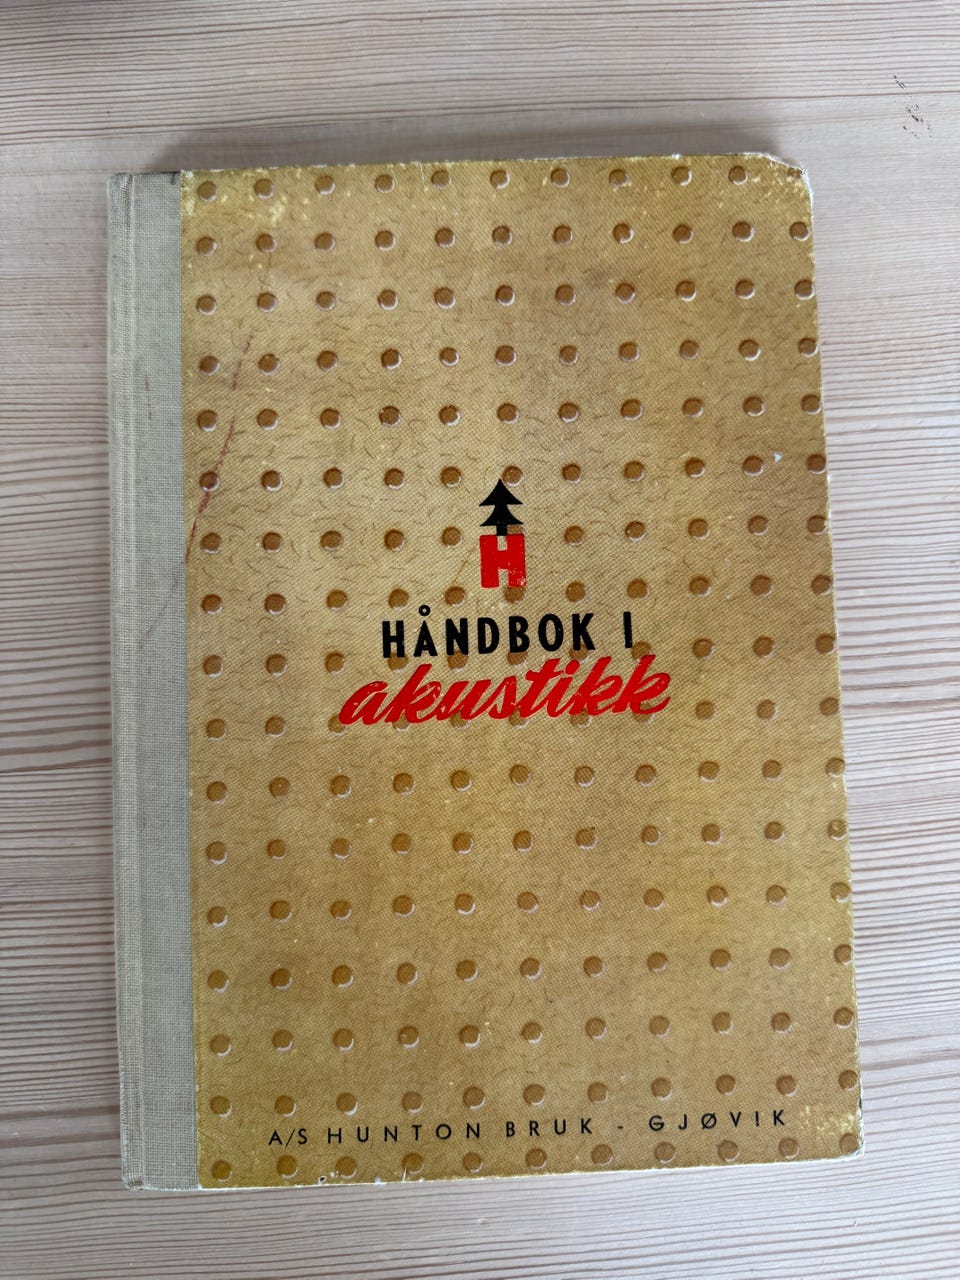 H
HÅNDBOK I
akustikk
A/S HUNTON BRUK - GJØVIK